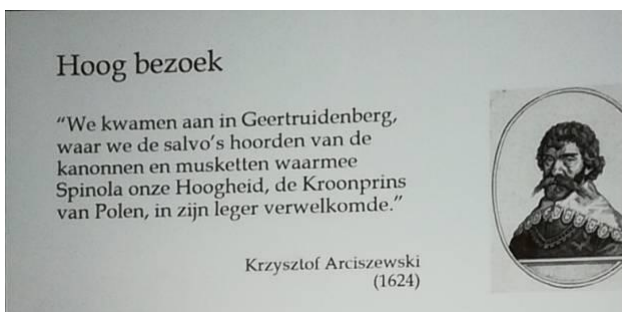 Hoog bezoek
“We kwamen aan in Geertruidenberg,
waar we de salvo’s hoorden van de
kanonnen en musketten waarmee
Spinola onze Hoogheid, de Kroonprins
van Polen, in zijn leger verwelkomde.”
Krzysztof Arciszewski
(1624)